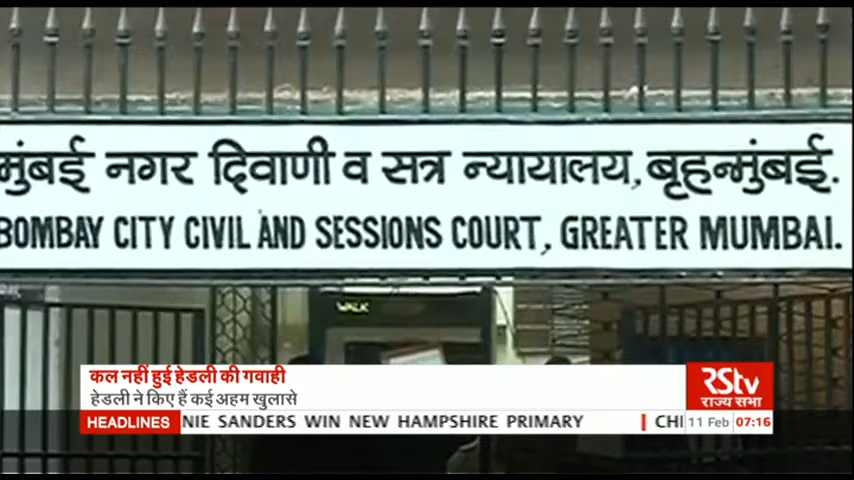 मुंबई नगर दिवाणी व सत्र न्यायालय, बृहन्मुंबई.
BOMBAY CITY CIVIL AND SESSIONS COURT, GREATER MUMBAI.
WALK
कल नहीं हुई हेडली की गवाही
हेडली ने किए हैं कई अहम खुलासे
RStv
राज्य सभा
HEADLINES NIE SANDERS WIN NEW HAMPSHIRE PRIMARY | CHI 11 Feb 07:16